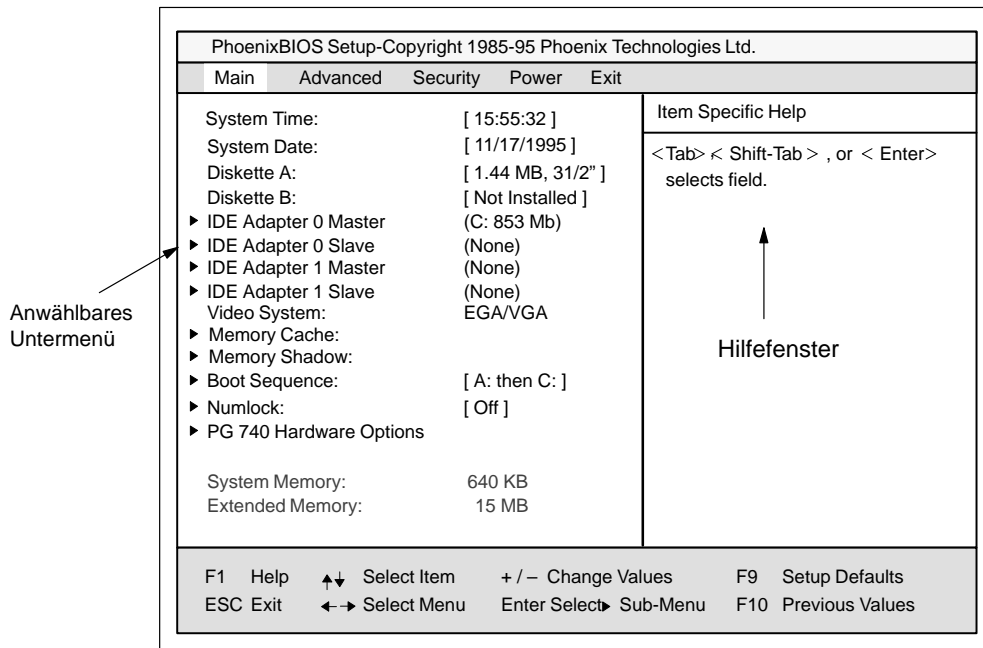 PhoenixBIOS Setup-Copyright 1985-95 Phoenix Technologies Ltd.
Main Advanced Security Power Exit
System Time: [ 15:55:32 ]
System Date: [ 11/17/1995 ]
Diskette A: [ 1.44 MB, 31/2” ]
Diskette B: [ Not Installed ]
IDE Adapter 0 Master (C: 853 Mb)
IDE Adapter 0 Slave (None)
IDE Adapter 1 Master (None)
IDE Adapter 1 Slave (None)
Video System: EGA/VGA
Memory Cache:
Memory Shadow:
Boot Sequence: [ A: then C: ]
Numlock: [ Off ]
PG 740 Hardware Options
System Memory: 640 KB
Extended Memory: 15 MB
Item Specific Help
<Tab> < Shift-Tab > , or < Enter>
selects field.
Hilfefenster
Anwählbares
Untermenü
F1 Help Select Item + / – Change Values F9 Setup Defaults
ESC Exit Select Menu Enter Select Sub-Menu F10 Previous Values